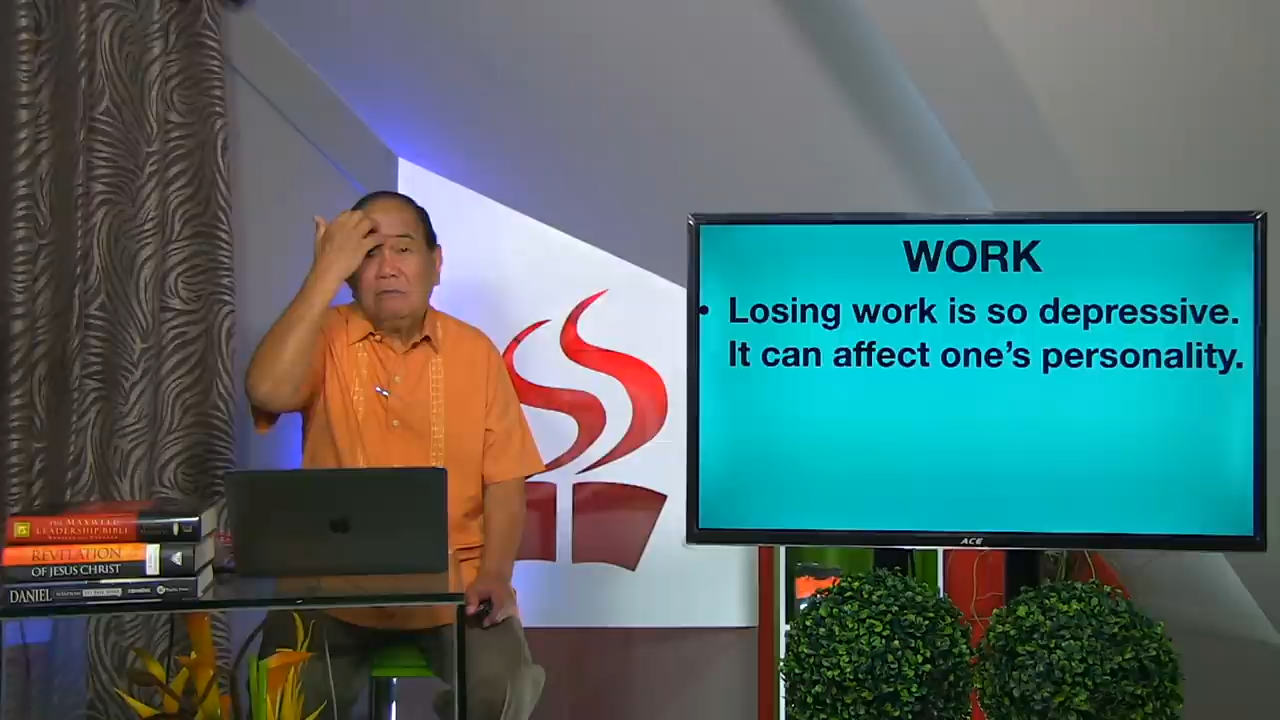 WORK
• Losing work is so depressive.
It can affect one's personality.
ACE
THE MAXWELL
LEADERSHIP BIBLE
REVELATION
OF JESUS CHRIST
DANIEL